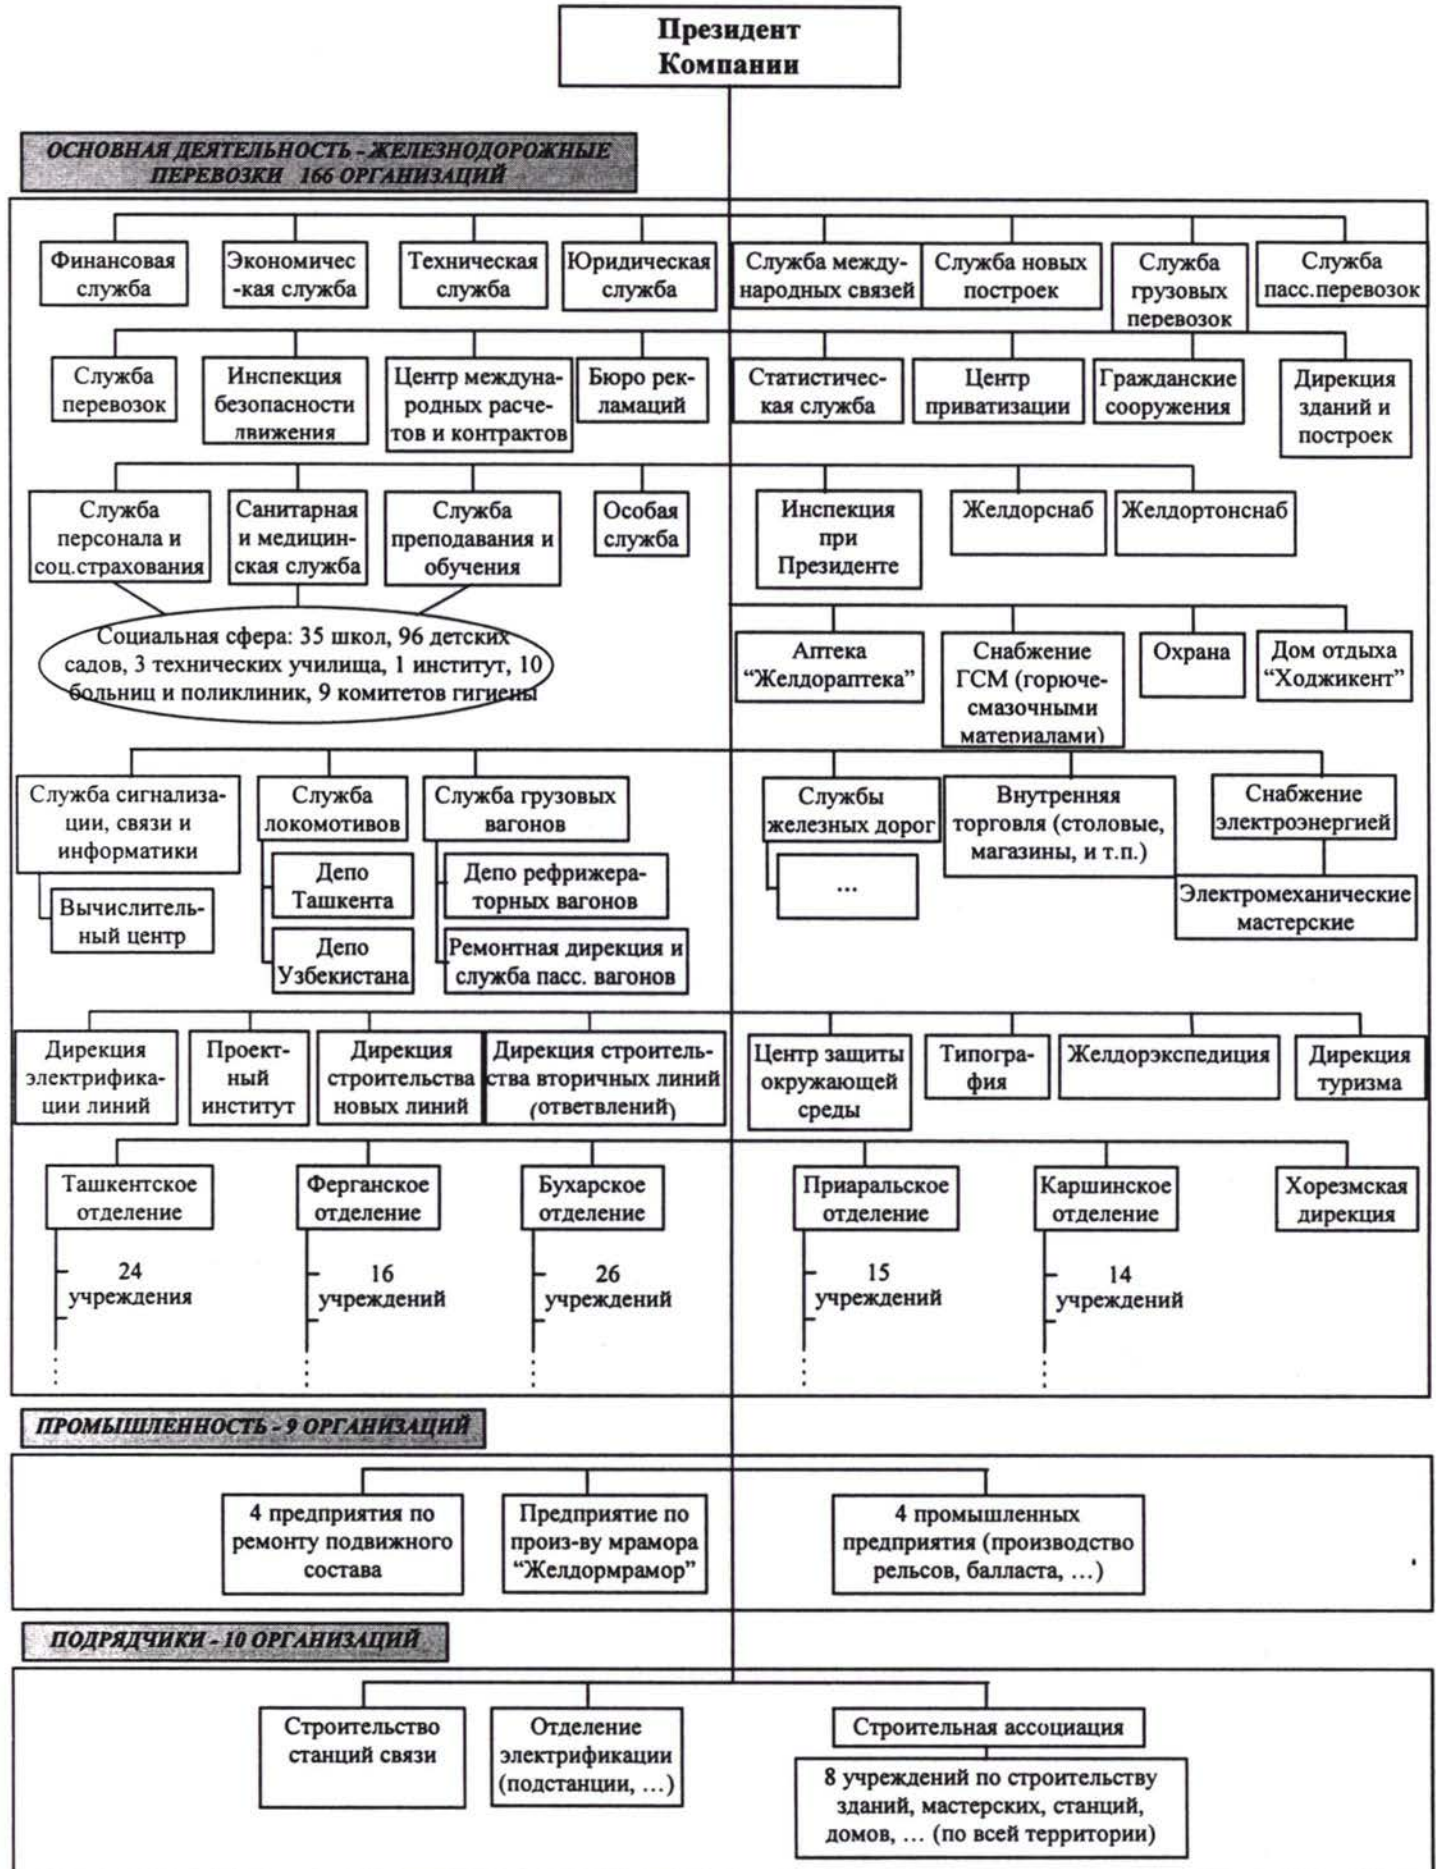 Президент
Компании
ОСНОВНАЯ ДЕЯТЕЛЬНОСТЬ - ЖЕЛЕЗНОДОРОЖНЫЕ
ПЕРЕВОЗКИ 166 ОРГАНИЗАЦИЙ
Финансовая
служба
Экономичес
-кая служба
Техническая
служба
Юридическая
служба
Служба между-
народных связей
Служба новых
построек
Служба
грузовых
перевозок
Служба
пасс.перевозок
Служба
перевозок
Инспекция
безопасности
движения
Центр междуна-
родных расче-
тов и контрактов
Бюро рек-
ламаций
Статистичес-
кая служба
Центр
приватизации
Гражданские
сооружения
Дирекция
зданий и
построек
Служба
персонала и
соц.страхования
Санитарная
и медицин-
ская служба
Служба
преподавания и
обучения
Особая
служба
Инспекция
при
Президенте
Желдорснаб
Желдортонснаб
Социальная сфера: 35 школ, 96 детских
садов, 3 технических училища, 1 институт, 10
больниц и поликлиник, 9 комитетов гигиены
Аптека
“Желдораптека”
Снабжение
ГСМ (горюче-
смазочными
материалами)
Охрана
Дом отдыха
“Ходжикент”
Служба сигнализа-
ции, связи и
информатики
Вычислитель-
ный центр
Служба
локомотивов
Депо
Ташкента
Депо
Узбекистана
Служба грузовых
вагонов
Депо рефрижера-
торных вагонов
Ремонтная дирекция и
служба пасс. вагонов
Службы
железных дорог
...
Внутренняя
торговля (столовые,
магазины, и т.п.)
Снабжение
электроэнергией
Электромеханические
мастерские
Дирекция
электрифика-
ции линий
Проект-
ный
институт
Дирекция
строительства
новых линий
Дирекция строитель-
ства вторичных линий
(ответвлений)
Центр защиты
окружающей
среды
Типогра-
фия
Желдорэкспедиция
Дирекция
туризма
Ташкентское
отделение
24
учреждения
Ферганское
отделение
16
учреждений
Бухарское
отделение
26
учреждений
Приаральское
отделение
15
учреждений
Каршинское
отделение
14
учреждений
Хорезмская
дирекция
ПРОМЫШЛЕННОСТЬ - 9 ОРГАНИЗАЦИЙ
4 предприятия по
ремонту подвижного
состава
Предприятие по
произ-ву мрамора
“Желдормрамор”
4 промышленных
предприятия (производство
рельсов, балласта, ...)
ПОДРЯДЧИКИ - 10 ОРГАНИЗАЦИЙ
Строительство
станций связи
Отделение
электрификации
(подстанции, ...)
Строительная ассоциация
8 учреждений по строительству
зданий, мастерских, станций,
домов, ... (по всей территории)